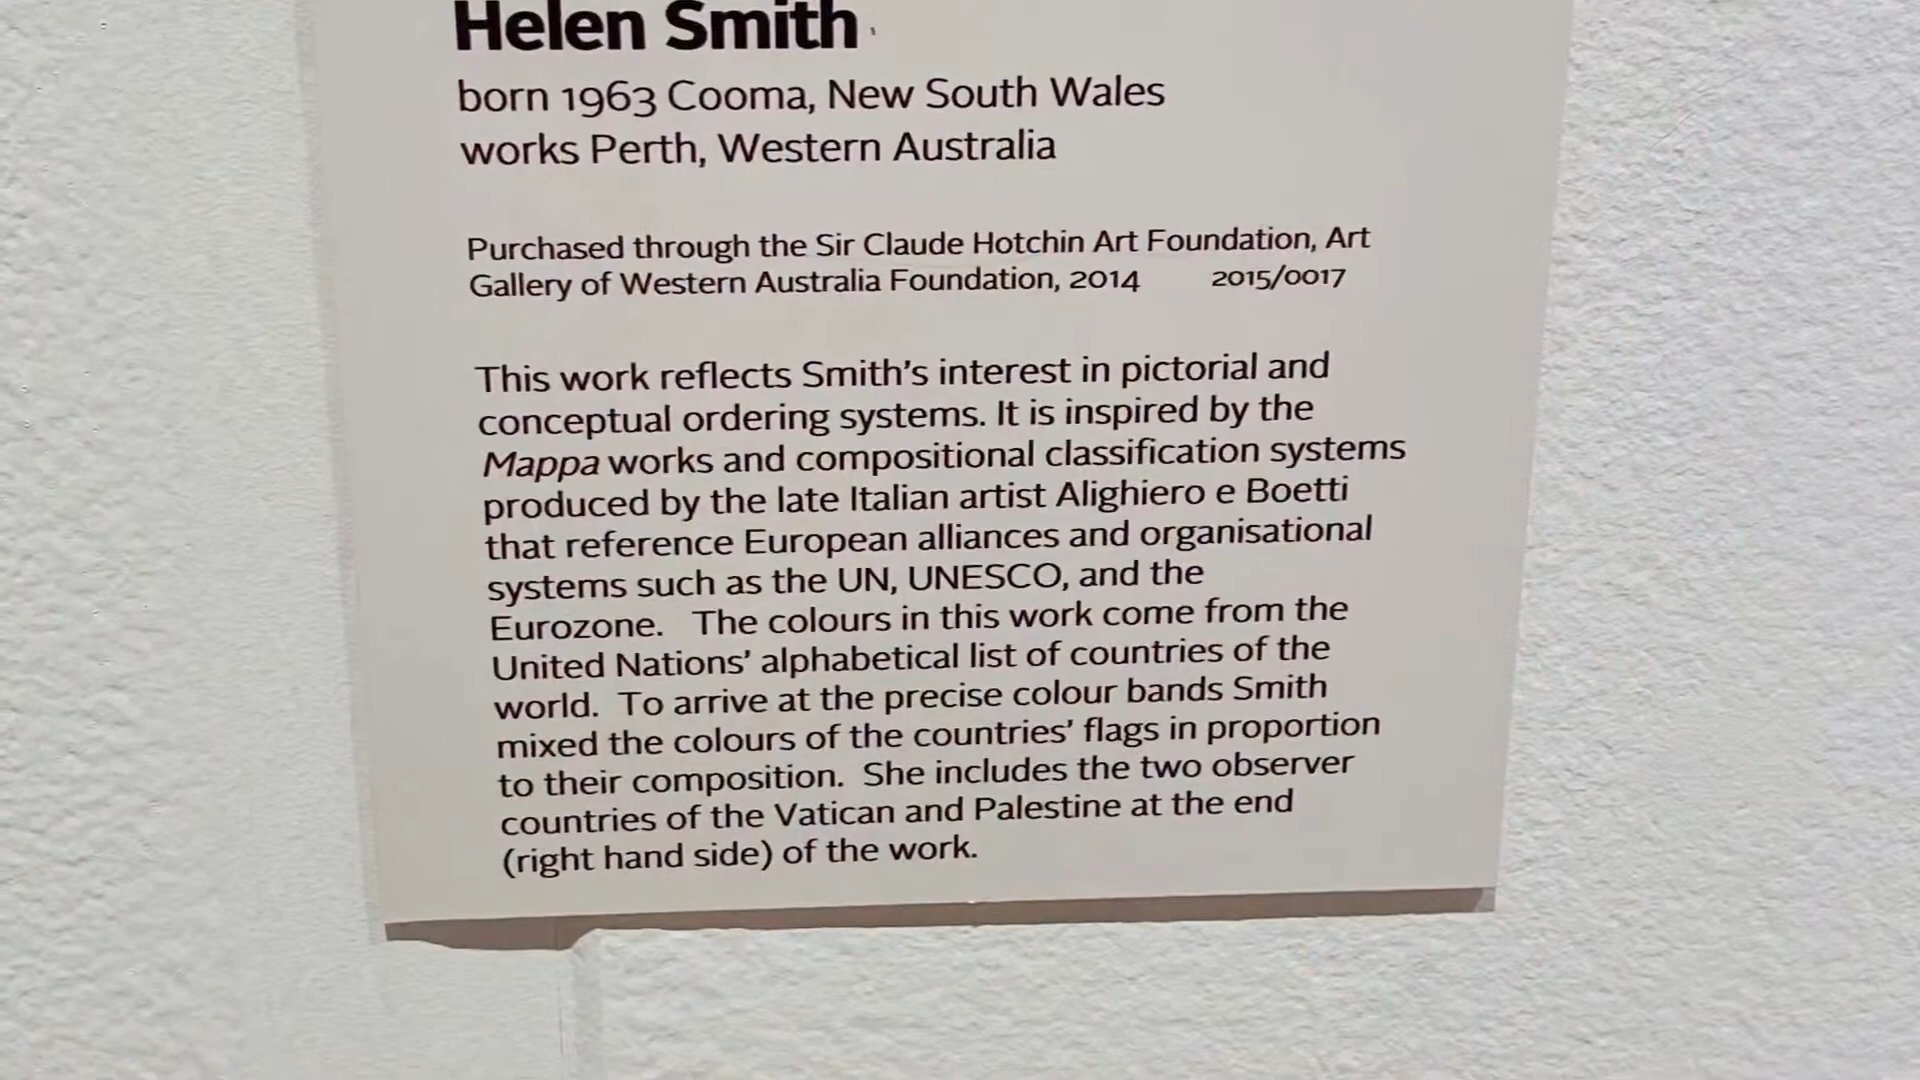 Helen Smith
born 1963 Cooma, New South Wales
works Perth, Western Australia
Purchased through the Sir Claude Hotchin Art Foundation, Art
Gallery of Western Australia Foundation, 2014 2015/0017
This work reflects Smith’s interest in pictorial and
conceptual ordering systems. It is inspired by the
Mappa works and compositional classification systems
produced by the late Italian artist Alighiero e Boetti
that reference European alliances and organisational
systems such as the UN, UNESCO, and the
Eurozone. The colours in this work come from the
United Nations’ alphabetical list of countries of the
world. To arrive at the precise colour bands Smith
mixed the colours of the countries’ flags in proportion
to their composition. She includes the two observer
countries of the Vatican and Palestine at the end
(right hand side) of the work.